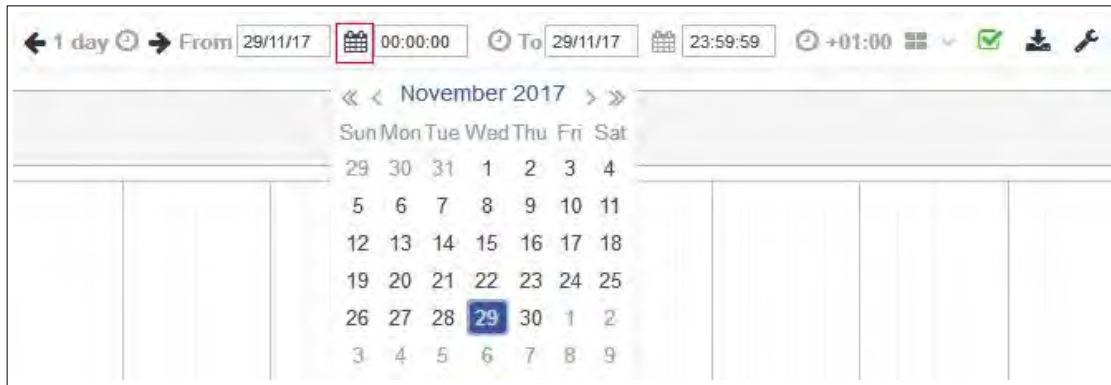 1 day From 29/11/17 00:00:00 To 29/11/17 23:59:59 +01:00
« < November 2017 > »
Sun Mon Tue Wed Thu Fri Sat
29 30 31 1 2 3 4
5 6 7 8 9 10 11
12 13 14 15 16 17 18
19 20 21 22 23 24 25
26 27 28 29 30 1 2
3 4 5 6 7 8 9